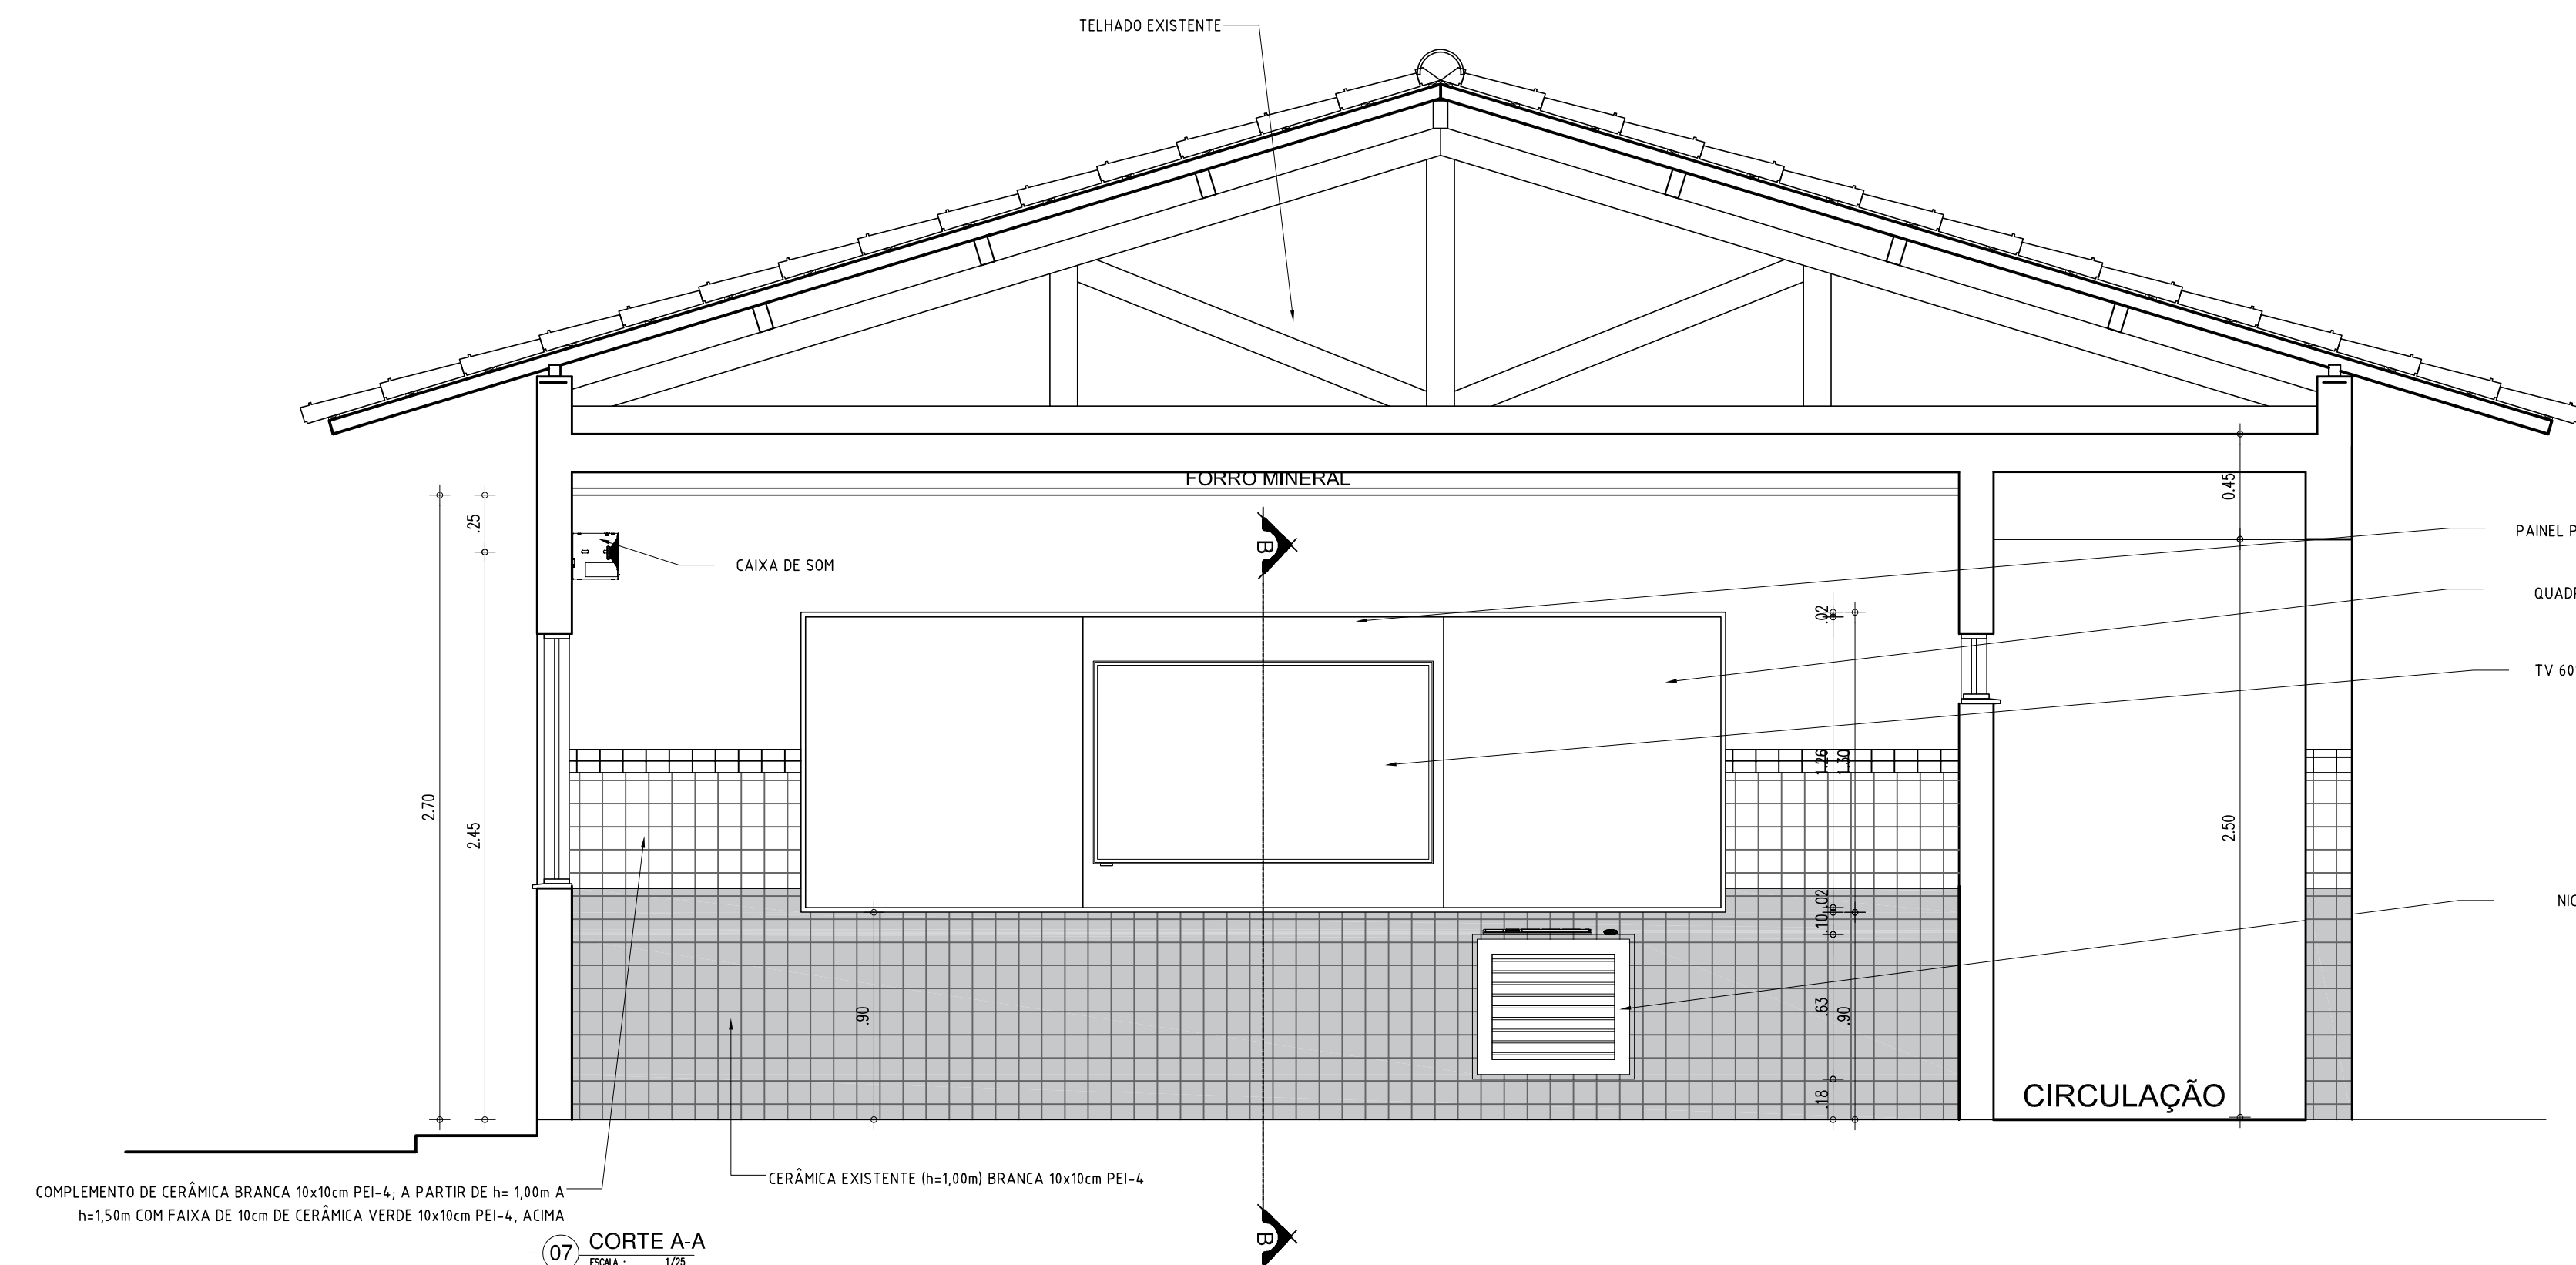 TELHADO EXISTENTE
FORRO MINERAL
0.45
.25
B
PAINEL P
CAIXA DE SOM
QUADR
.02
TV 60
1.26
1.30
2.70
2.45
2.50
.02
.10
NIC
.90
.63
.90
.18
CIRCULAÇÃO
CERÂMICA EXISTENTE (h=1,00m) BRANCA 10x10cm PEI-4
COMPLEMENTO DE CERÂMICA BRANCA 10x10cm PEI-4; A PARTIR DE h= 1,00m A
h=1,50m COM FAIXA DE 10cm DE CERÂMICA VERDE 10x10cm PEI-4, ACIMA
B
07 CORTE A-A
ESCALA : 1/25